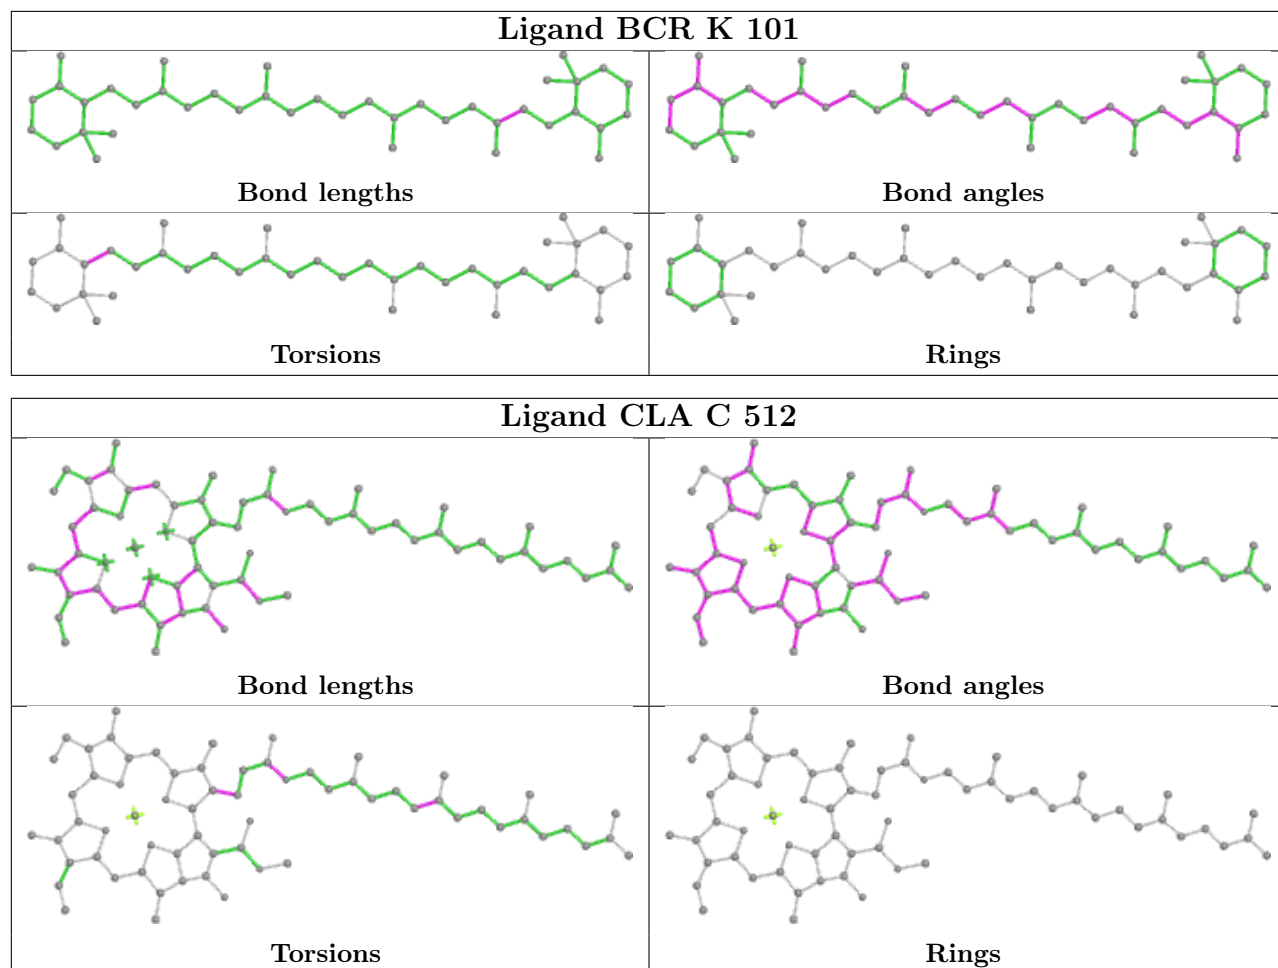 Ligand BCR K 101
Bond lengths
Bond angles
Torsions
Rings
Ligand CLA C 512
Bond lengths
Bond angles
Torsions
Rings